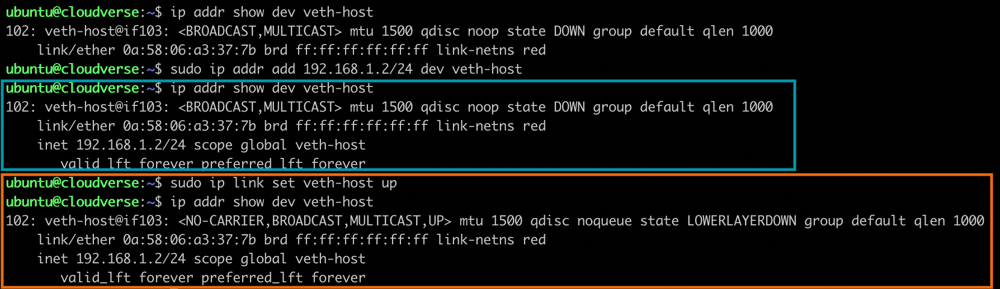 ubuntu@cloudverse:~$ ip addr show dev veth-host
102: veth-host@if103: <BROADCAST,MULTICAST> mtu 1500 qdisc noop state DOWN group default qlen 1000
    link/ether 0a:58:06:a3:37:7b brd ff:ff:ff:ff:ff:ff link-netns red
ubuntu@cloudverse:~$ sudo ip addr add 192.168.1.2/24 dev veth-host
ubuntu@cloudverse:~$ ip addr show dev veth-host
102: veth-host@if103: <BROADCAST,MULTICAST> mtu 1500 qdisc noop state DOWN group default qlen 1000
    link/ether 0a:58:06:a3:37:7b brd ff:ff:ff:ff:ff:ff link-netns red
    inet 192.168.1.2/24 scope global veth-host
       valid_lft forever preferred_lft forever
ubuntu@cloudverse:~$ sudo ip link set veth-host up
ubuntu@cloudverse:~$ ip addr show dev veth-host
102: veth-host@if103: <NO-CARRIER,BROADCAST,MULTICAST,UP> mtu 1500 qdisc noqueue state LOWERLAYERDOWN group default qlen 1000
    link/ether 0a:58:06:a3:37:7b brd ff:ff:ff:ff:ff:ff link-netns red
    inet 192.168.1.2/24 scope global veth-host
       valid_lft forever preferred_lft forever